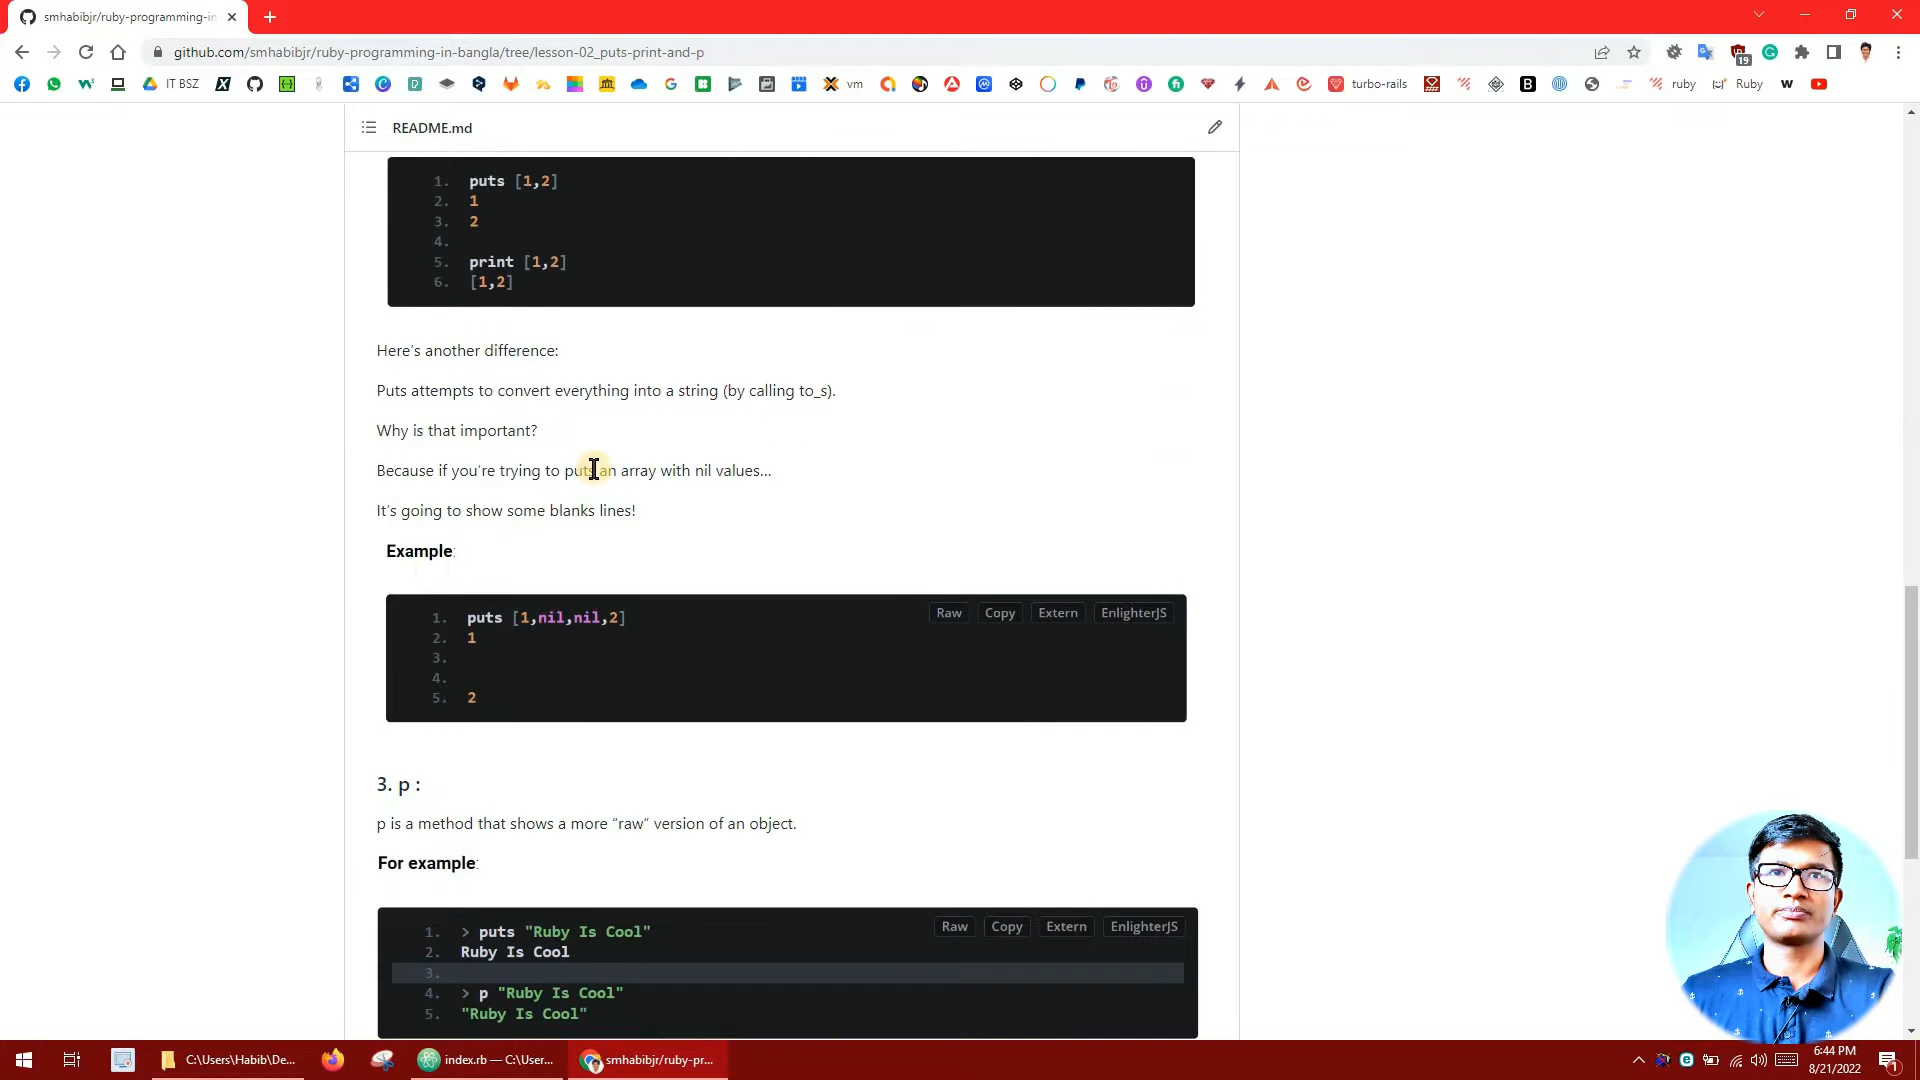 smhabibjr/ruby-programming-in
github.com/smhabibjr/ruby-programming-in-bangla/tree/lesson-02_puts-print-and-p
19
IT BSZ
vm
turbo-rails
ruby
Ruby
README.md
1. puts [1,2]
2. 1
3. 2
4.
5. print [1,2]
6. [1,2]
Here's another difference:
Puts attempts to convert everything into a string (by calling to_s).
Why is that important?
Because if you're trying to puts an array with nil values...
It's going to show some blanks lines!
Example:
Raw Copy Extern EnlighterJS
1. puts [1,nil,nil,2]
2. 1
3.
4.
5. 2
3. p :
p is a method that shows a more “raw” version of an object.
For example:
Raw Copy Extern EnlighterJS
1. > puts "Ruby Is Cool"
2. Ruby Is Cool
3.
4. > p "Ruby Is Cool"
5. "Ruby Is Cool"
C:\Users\Habib\De...
index.rb — C:\User...
smhabibjr/ruby-pr...
6:44 PM
8/21/2022
1